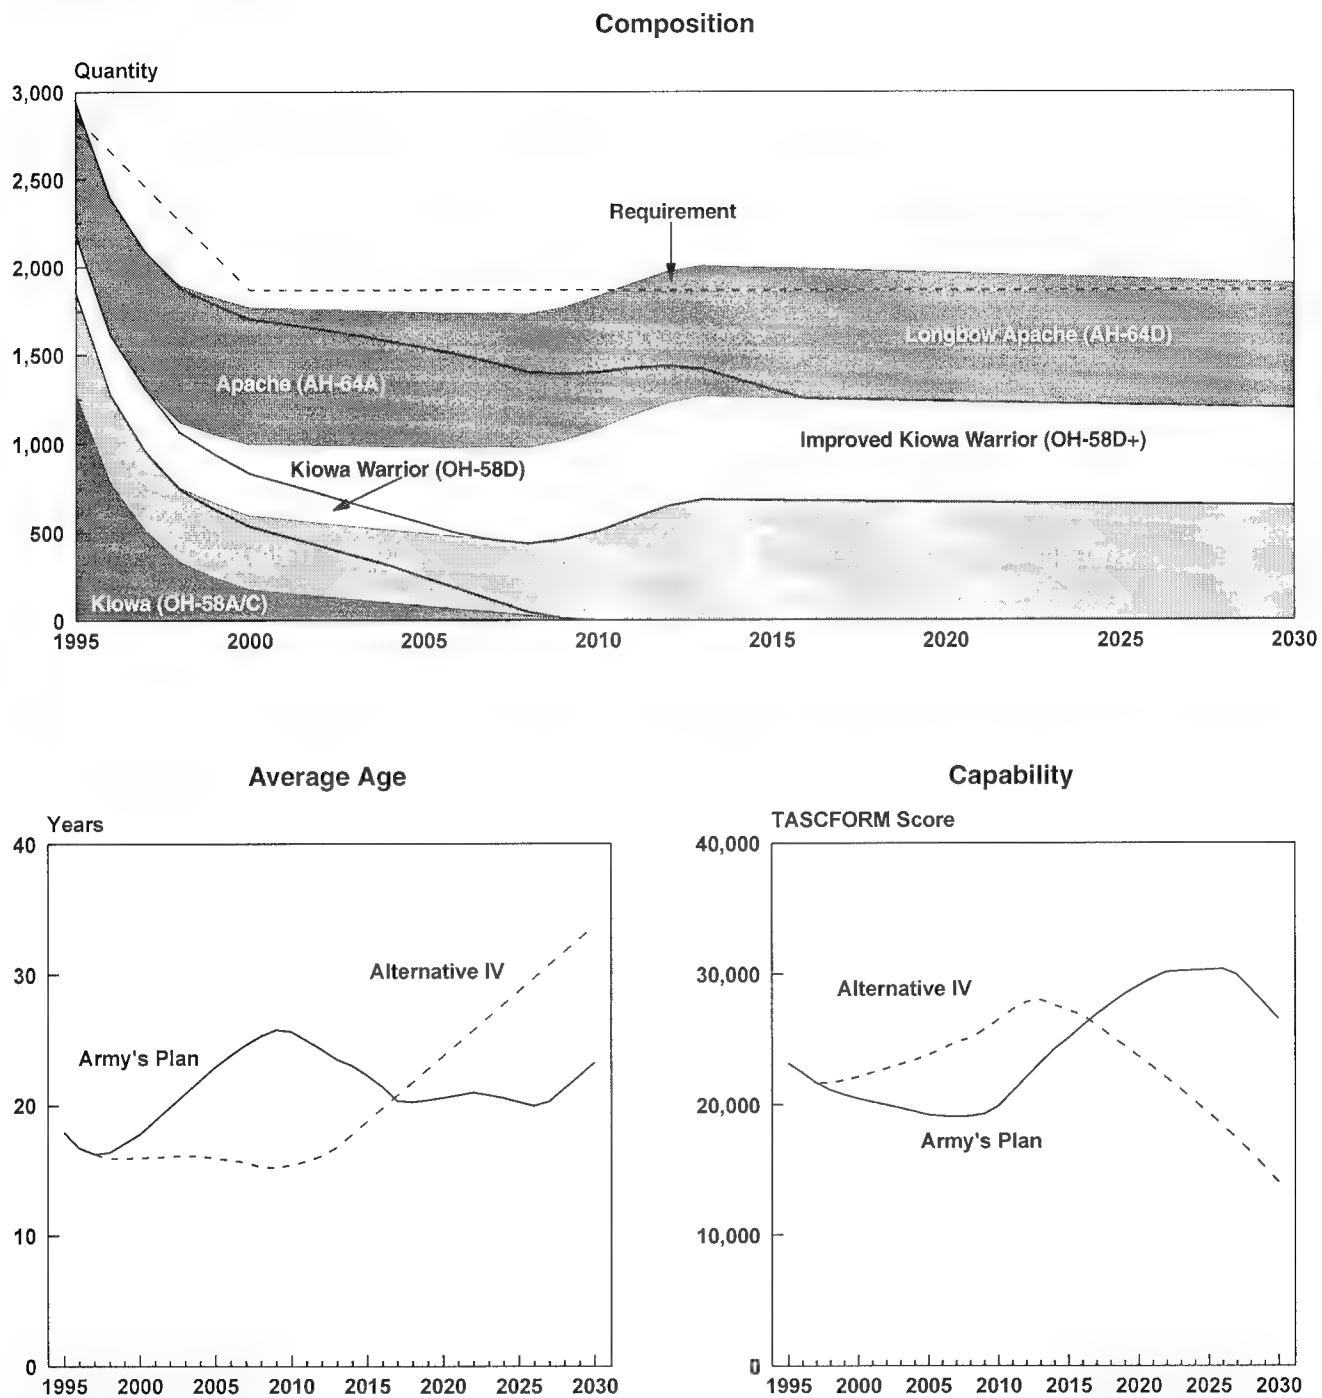 Composition
Quantity
3,000
2,500
2,000
1,500
1,000
500
0
Requirement
Longbow Apache (AH-64D)
Apache (AH-64A)
Improved Kiowa Warrior (OH-58D+)
Kiowa Warrior (OH-58D)
Kiowa (OH-58A/C)
1995 2000 2005 2010 2015 2020 2025 2030
Average Age
Years
40
30
20
10
0
Alternative IV
Army's Plan
1995 2000 2005 2010 2015 2020 2025 2030
Capability
TASCFORM Score
40,000
30,000
20,000
10,000
0
Alternative IV
Army's Plan
1995 2000 2005 2010 2015 2020 2025 2030